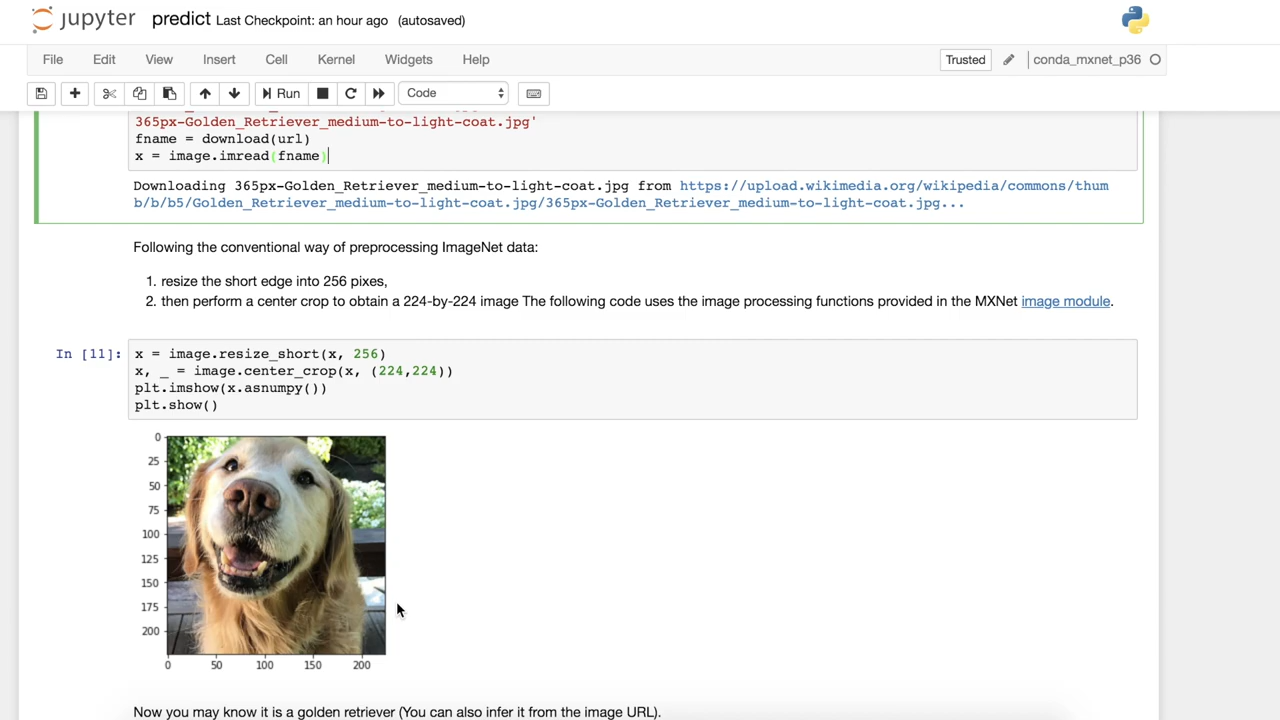 jupyter predict Last Checkpoint: an hour ago (autosaved)
File Edit View Insert Cell Kernel Widgets Help Trusted conda_mxnet_p36
Run Code
365px-Golden_Retriever_medium-to-light-coat.jpg'
fname = download(url)
x = image.imread(fname)
Downloading 365px-Golden_Retriever_medium-to-light-coat.jpg from https://upload.wikimedia.org/wikipedia/commons/thum
b/b/b5/Golden_Retriever_medium-to-light-coat.jpg/365px-Golden_Retriever_medium-to-light-coat.jpg...
Following the conventional way of preprocessing ImageNet data:
1. resize the short edge into 256 pixes,
2. then perform a center crop to obtain a 224-by-224 image The following code uses the image processing functions provided in the MXNet image module.
In [11]: x = image.resize_short(x, 256)
x, _ = image.center_crop(x, (224,224))
plt.imshow(x.asnumpy())
plt.show()
0
25
50
75
100
125
150
175
200
0 50 100 150 200
Now you may know it is a golden retriever (You can also infer it from the image URL).